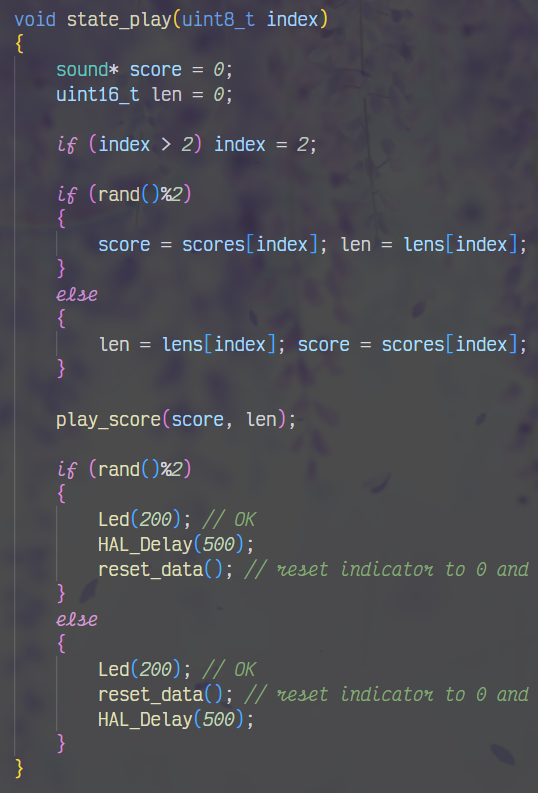 void state_play(uint8_t index)
{
sound* score = 0;
uint16_t len = 0;
if (index > 2) index = 2;
if (rand()%2)
{
score = scores[index]; len = lens[index];
}
else
{
len = lens[index]; score = scores[index];
}
play_score(score, len);
if (rand()%2)
{
Led(200); // OK
HAL_Delay(500);
reset_data(); // reset indicator to 0 and
}
else
{
Led(200); // OK
reset_data(); // reset indicator to 0 and
HAL_Delay(500);
}
}